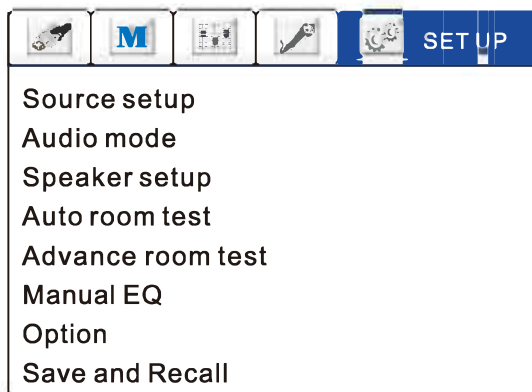 M
SET UP
Source setup
Audio mode
Speaker setup
Auto room test
Advance room test
Manual EQ
Option
Save and Recall